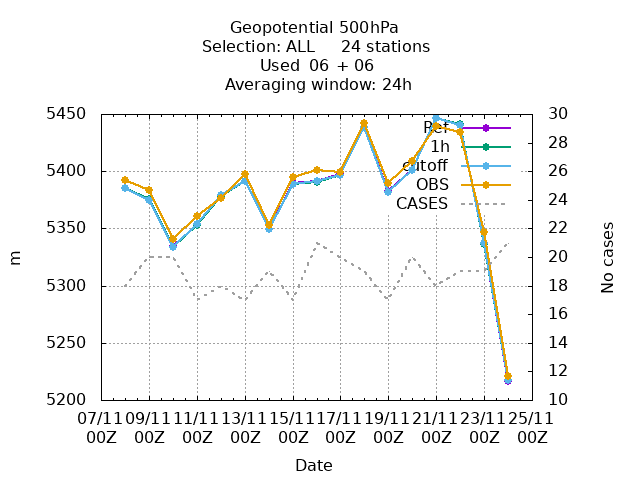 Geopotential 500hPa
Selection: ALL     24 stations
Used  06 + 06
Averaging window: 24h
5450
5400
5350
5300
5250
5200
m
30
28
26
24
22
20
18
16
14
12
10
No cases
Ref
1h
cutoff
OBS
CASES
07/11 09/11 11/11 13/11 15/11 17/11 19/11 21/11 23/11 25/11
00Z 00Z 00Z 00Z 00Z 00Z 00Z 00Z 00Z 00Z
Date